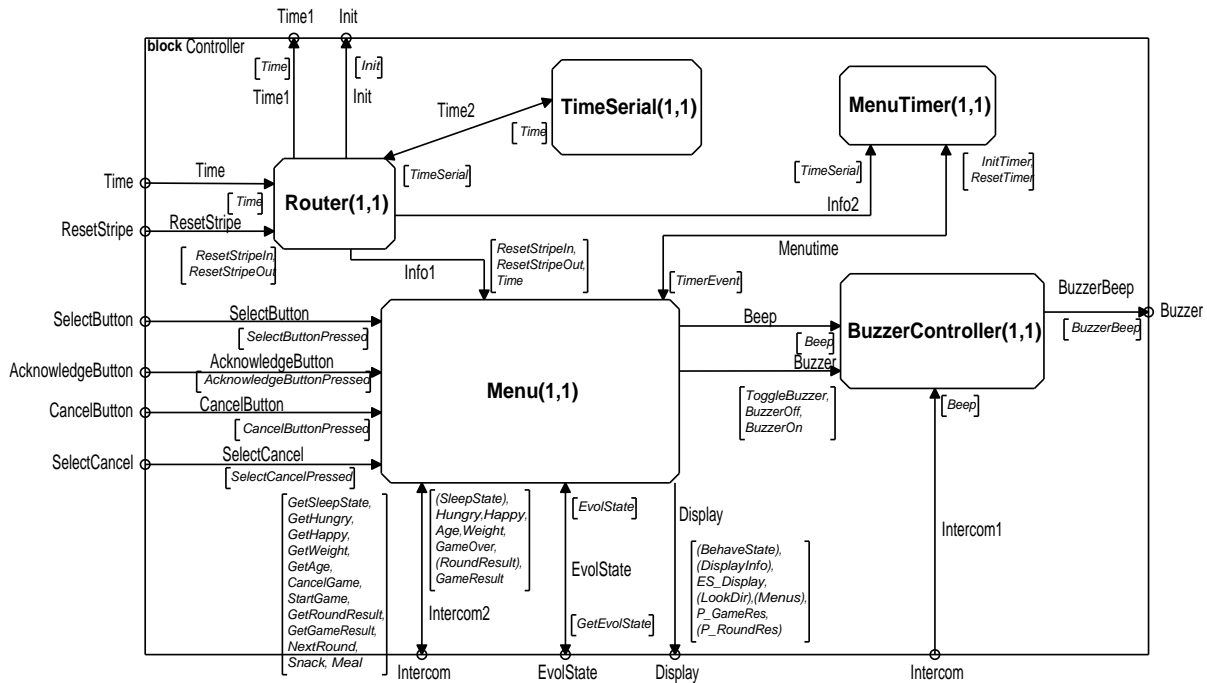 Time1
Init
block Controller
[Time]
[Init]
Time1
Init
Time2
[Time]
TimeSerial(1,1)
MenuTimer(1,1)
[TimeSerial]
[TimeSerial]
[InitTimer,
ResetTimer]
Time
Time
[Time]
Router(1,1)
Info2
ResetStripe
ResetStripe
[ResetStripeIn,
ResetStripeOut]
Info1
[ResetStripeIn,
ResetStripeOut,
Time]
Menutime
[TimerEvent]
SelectButton
SelectButton
[SelectButtonPressed]
AcknowledgeButton
AcknowledgeButton
[AcknowledgeButtonPressed]
CancelButton
CancelButton
[CancelButtonPressed]
SelectCancel
SelectCancel
[SelectCancelPressed]
Menu(1,1)
Beep
[Beep]
Buzzer
[ToggleBuzzer,
BuzzerOff,
BuzzerOn]
BuzzerController(1,1)
BuzzerBeep
[BuzzerBeep]
Buzzer
[Beep]
[GetSleepState,
GetHungry,
GetHappy,
GetWeight,
GetAge,
CancelGame,
StartGame,
GetRoundResult,
GetGameResult,
NextRound,
Snack, Meal]
[(SleepState),
Hungry,Happy,
Age,Weight,
GameOver,
(RoundResult),
GameResult]
Intercom2
[EvolState]
EvolState
[GetEvolState]
Display
[(BehaveState),
(DisplayInfo),
ES_Display,
(LookDir),(Menus),
P_GameRes,
(P_RoundRes)]
Intercom1
Intercom
EvolState
Display
Intercom